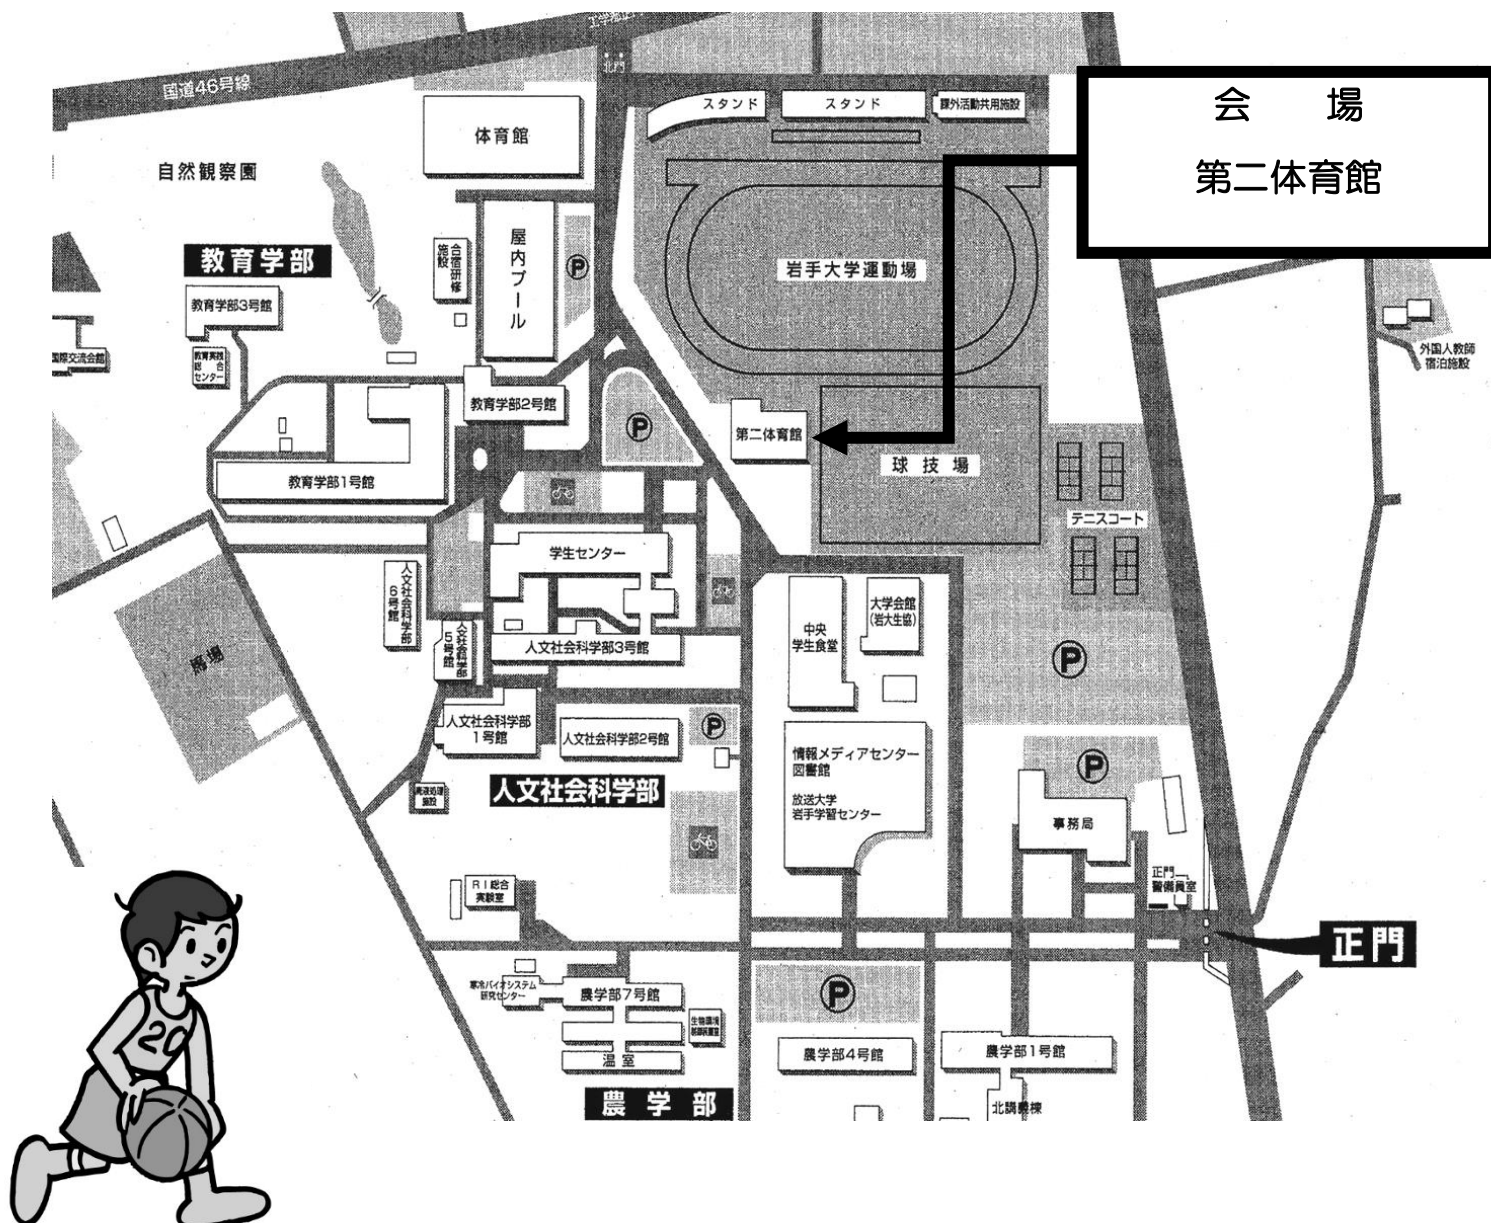 国道46号線
北門
会　場
第二体育館
スタンド
スタンド
課外活動共用施設
体育館
自然観察園
教育学部
合宿研修
施設
屋内プール
P
岩手大学運動場
教育学部3号館
国際交流会館
教育実践
総合
センター
外国人教師
宿泊施設
教育学部2号館
P
第二体育館
球技場
教育学部1号館
テニスコート
学生センター
人文社会科学部
6号館
人文社会科学部
5号館
人文社会科学部3号館
中央
学生食堂
大学会館
(岩大生協)
P
人文社会科学部
1号館
人文社会科学部2号館
P
情報メディアセンター
図書館
放送大学
岩手学習センター
P
人文社会科学部
事務局
正門
警備員室
RI総合
実験室
正門
農学部7号館
研究センター
温室
P
農学部4号館
農学部1号館
農学部
20